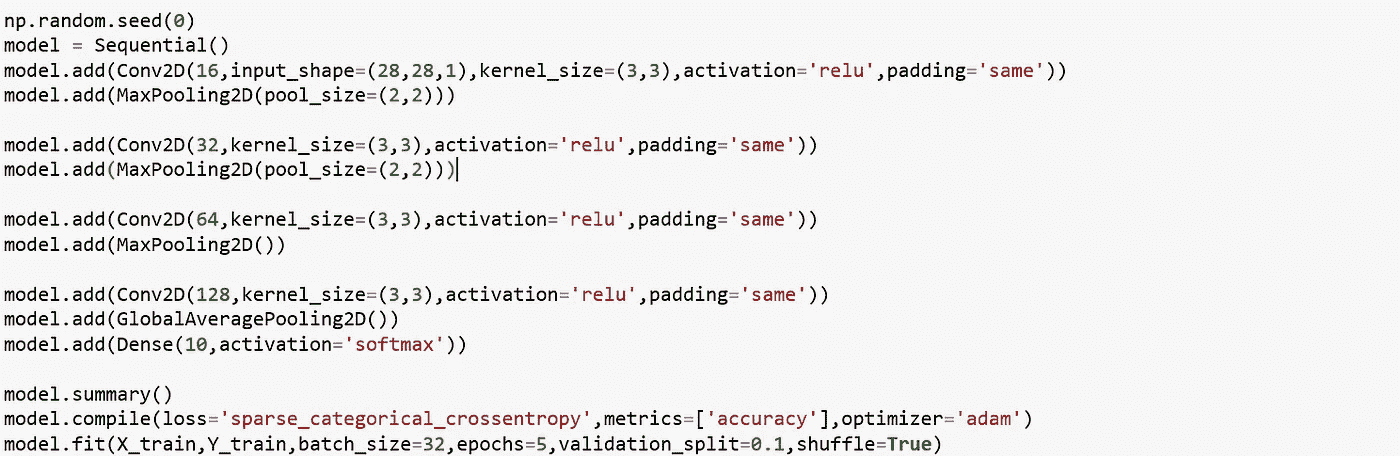 np.random.seed(0)
model = Sequential()
model.add(Conv2D(16,input_shape=(28,28,1),kernel_size=(3,3),activation='relu',padding='same'))
model.add(MaxPooling2D(pool_size=(2,2)))
model.add(Conv2D(32,kernel_size=(3,3),activation='relu',padding='same'))
model.add(MaxPooling2D(pool_size=(2,2)))
model.add(Conv2D(64,kernel_size=(3,3),activation='relu',padding='same'))
model.add(MaxPooling2D())
model.add(Conv2D(128,kernel_size=(3,3),activation='relu',padding='same'))
model.add(GlobalAveragePooling2D())
model.add(Dense(10,activation='softmax'))
model.summary()
model.compile(loss='sparse_categorical_crossentropy',metrics=['accuracy'],optimizer='adam')
model.fit(X_train,Y_train,batch_size=32,epochs=5,validation_split=0.1,shuffle=True)